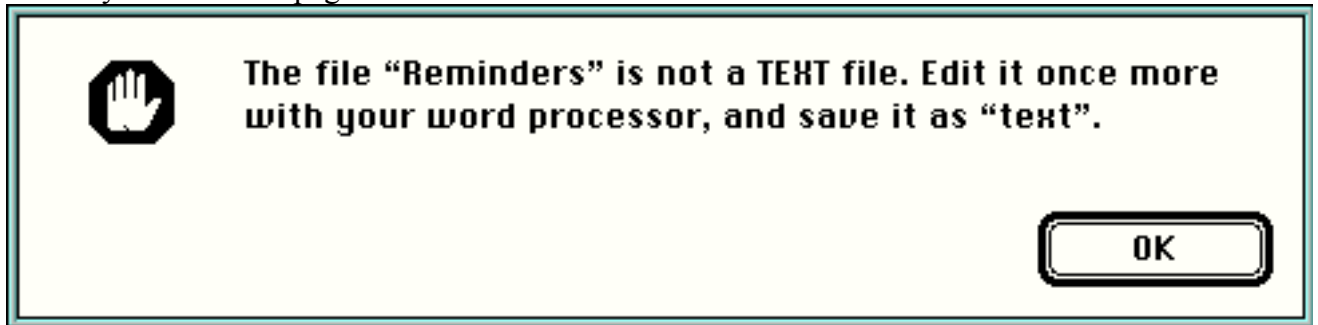 The file “Reminders” is not a TEXT file. Edit it once more
with your word processor, and save it as “text”.
OK